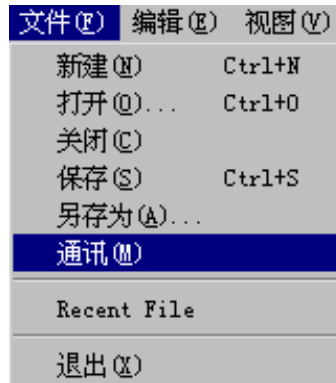 文件(F) 编辑(E) 视图(V)
新建(N) Ctrl+N
打开(O)... Ctrl+O
关闭(C)
保存(S) Ctrl+S
另存为(A)...
通讯(M)
Recent File
退出(X)